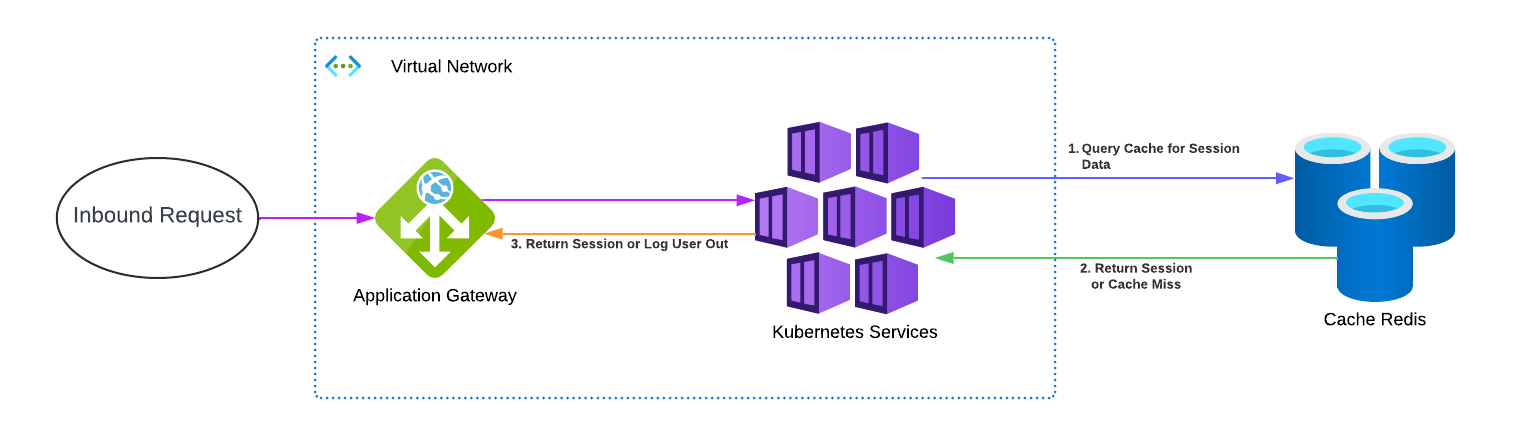 Virtual Network
Inbound Request
Application Gateway
3. Return Session or Log User Out
Kubernetes Services
1. Query Cache for Session
Data
2. Return Session
or Cache Miss
Cache Redis